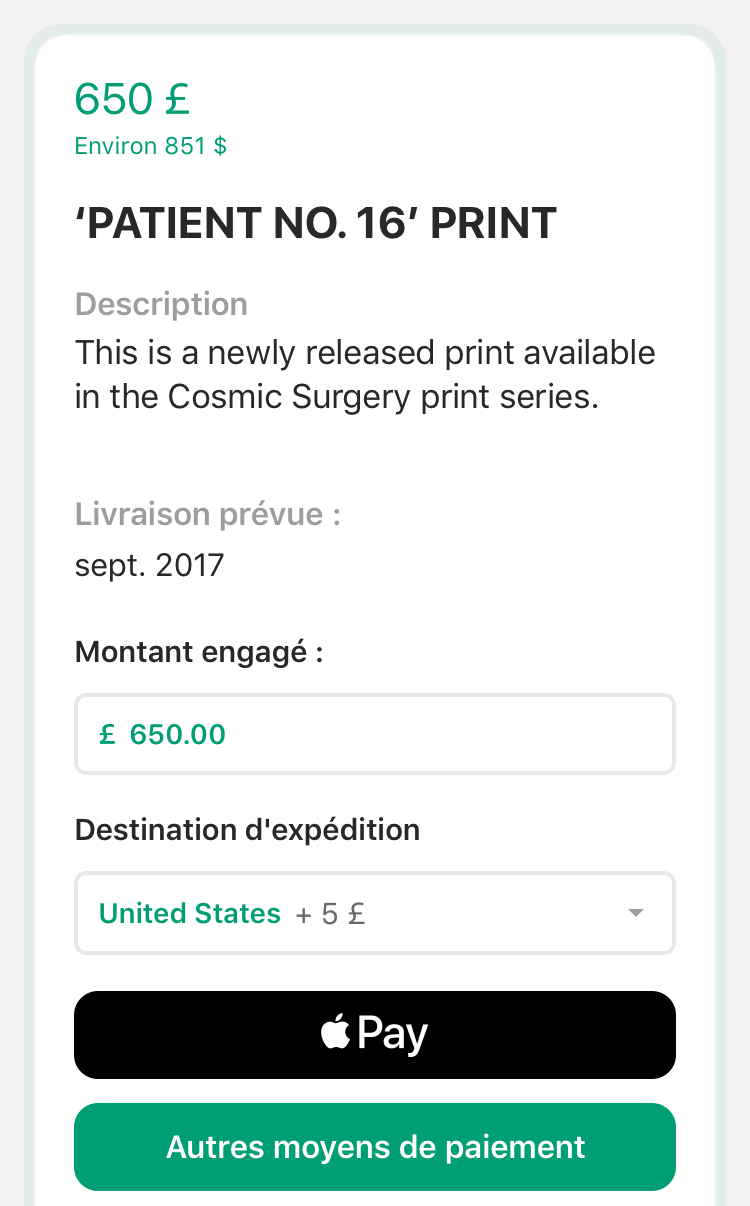 650 £
Environ 851 $
‘PATIENT NO. 16’ PRINT
Description
This is a newly released print available
in the Cosmic Surgery print series.
Livraison prévue :
sept. 2017
Montant engagé :
£ 650.00
Destination d'expédition
United States + 5 £
Pay
Autres moyens de paiement